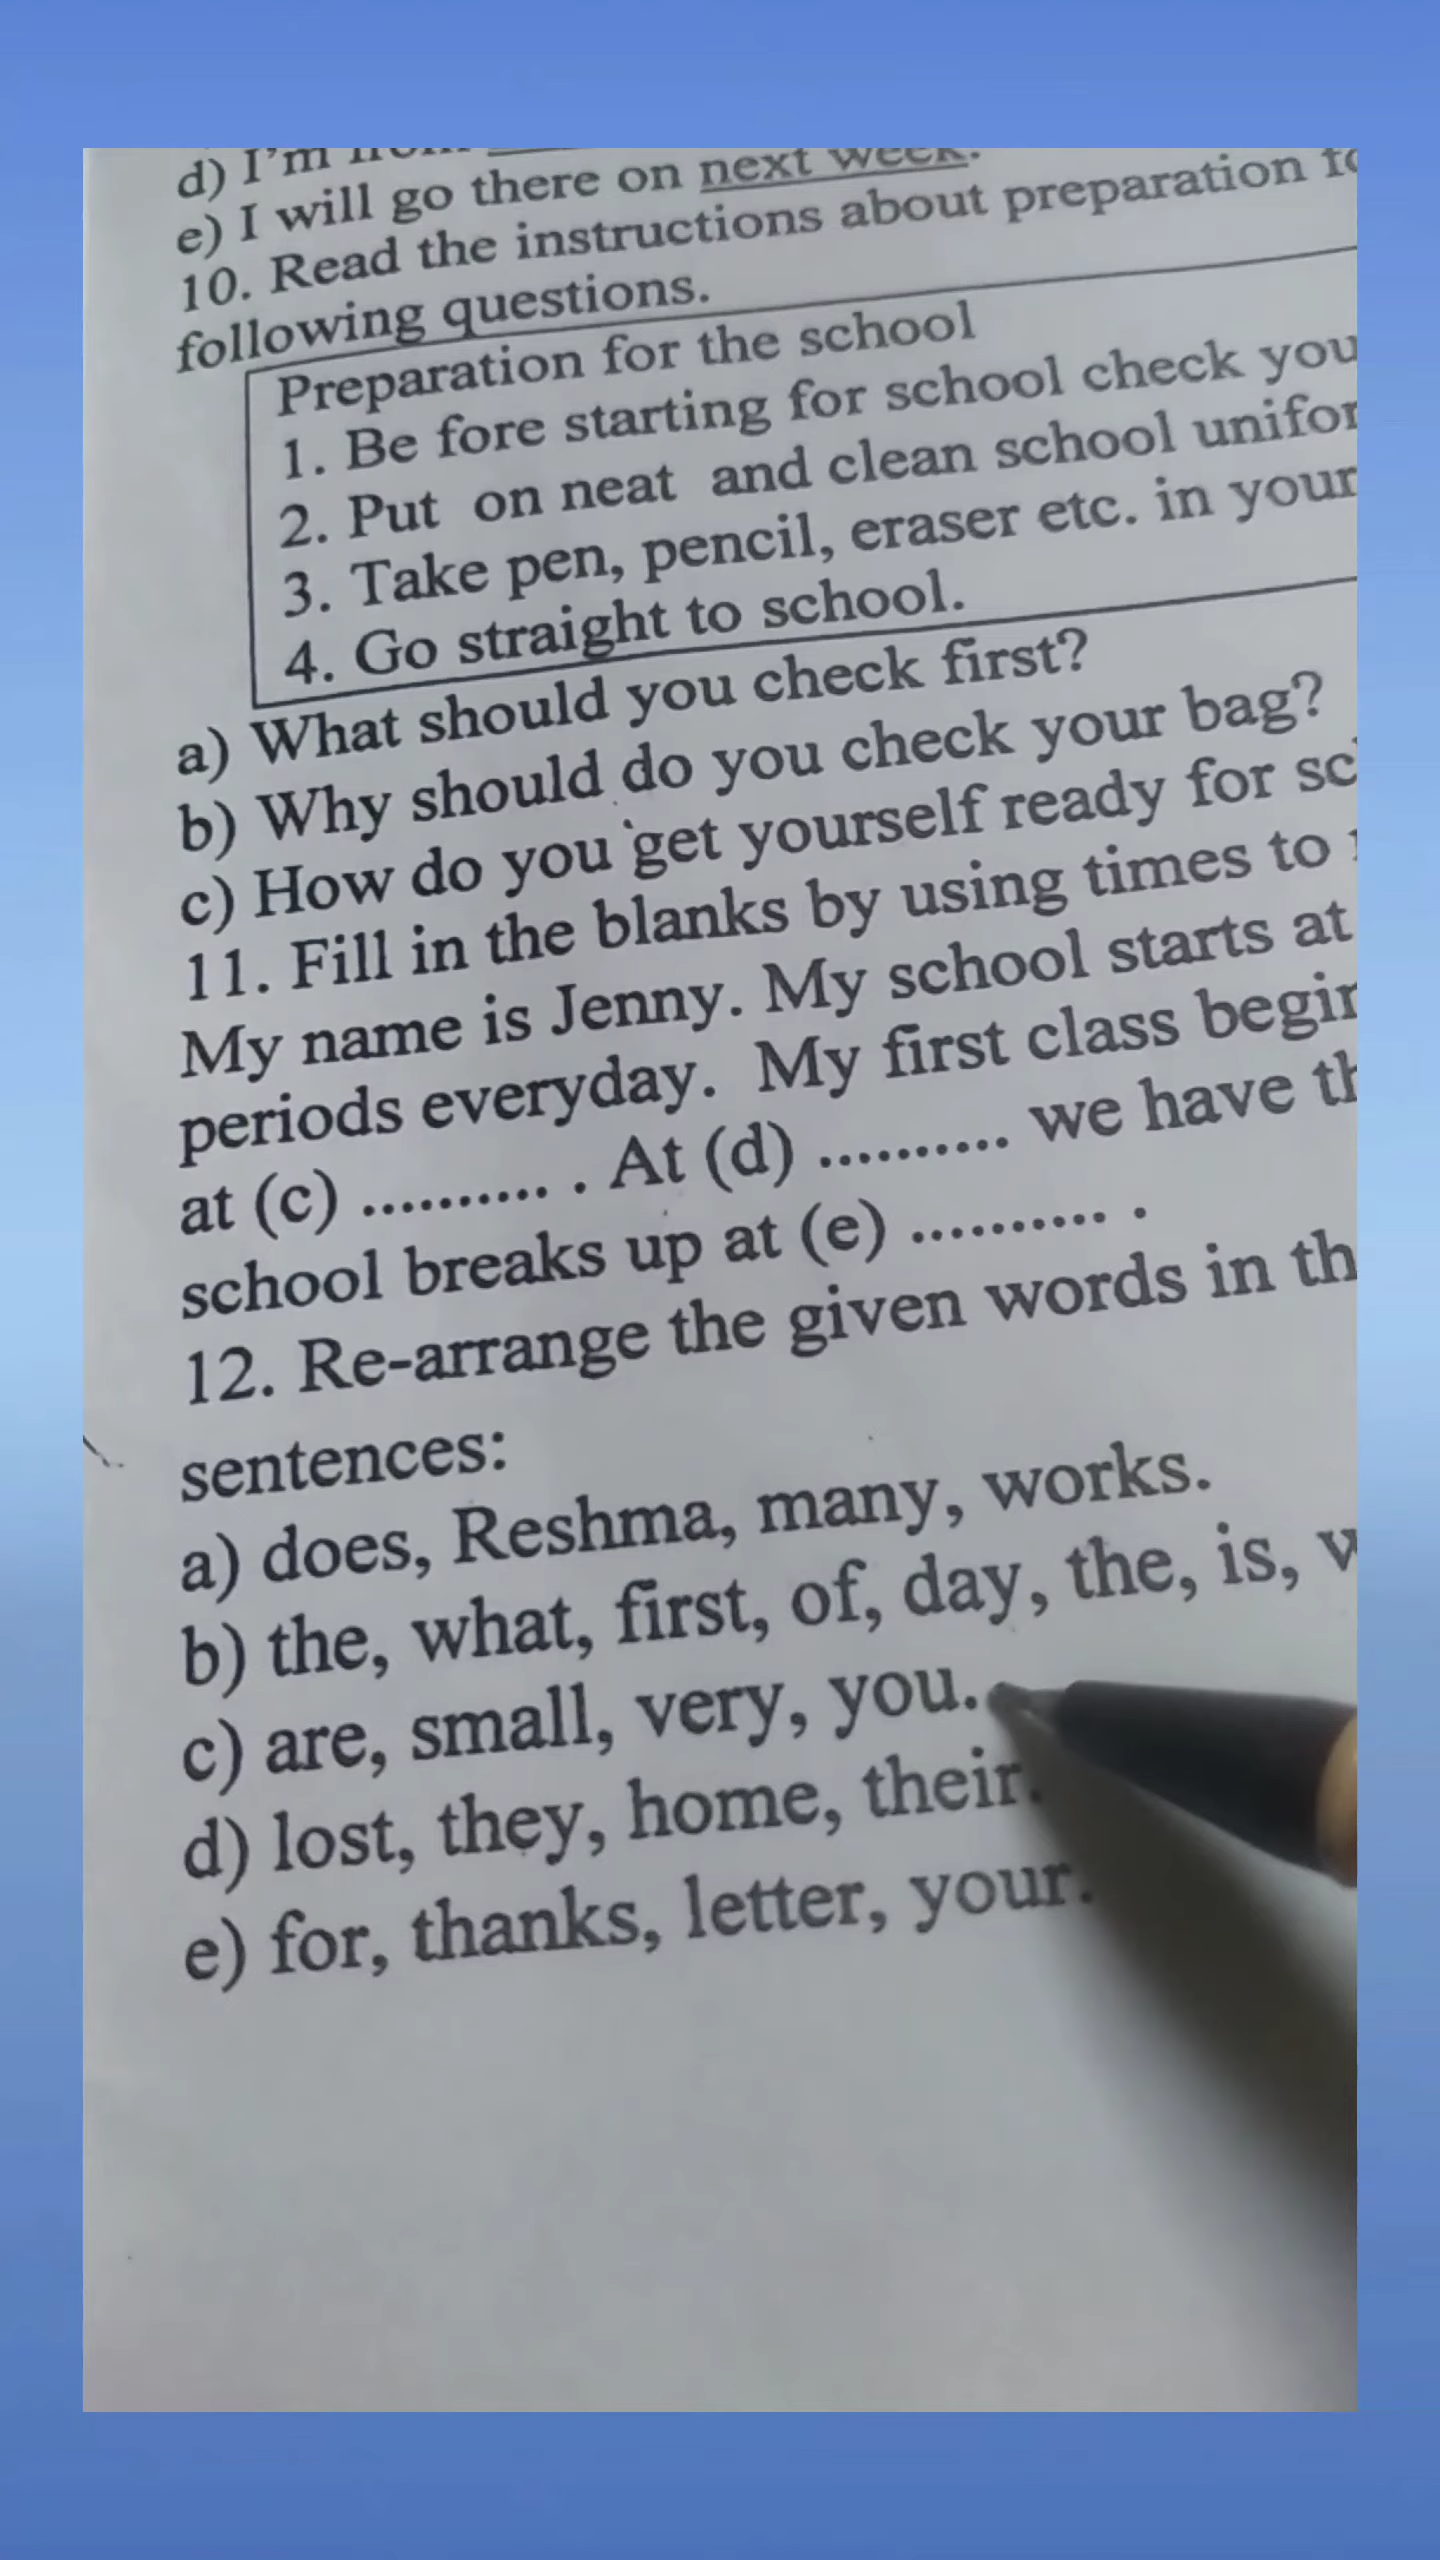 d) I'm from
e) I will go there on next week.
10. Read the instructions about preparation
following questions.
Preparation for the school
1. Be fore starting for school check
2. Put on neat and clean school
3. Take pen, pencil, eraser etc. in your
4. Go straight to school.
a) What should you check first?
b) Why should do you check your bag?
c) How do you get yourself ready for
11. Fill in the blanks by using times to
My name is Jenny. My school starts at
periods everyday. My first class
at (c) .......... . At (d) .......... we have
school breaks up at (e) .......... .
12. Re-arrange the given words in
sentences:
a) does, Reshma, many, works.
b) the, what, first, of, day, the, is,
c) are, small, very, you.
d) lost, they, home, their.
e) for, thanks, letter, your.